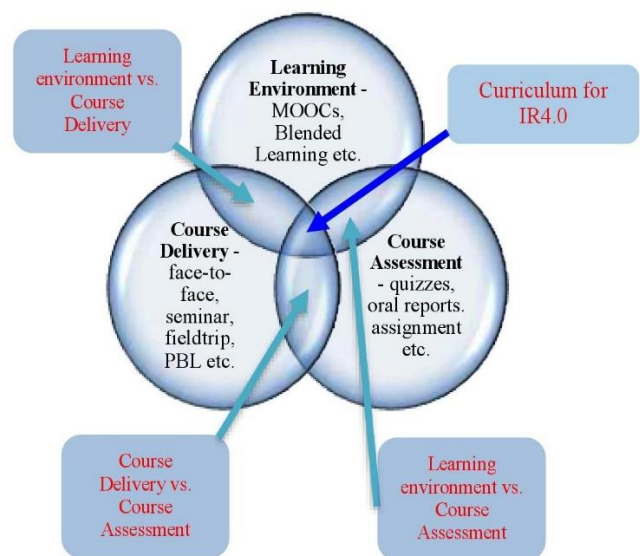 Learning
environment vs.
Course
Delivery
Learning
Environment -
MOOCs,
Blended
Learning etc.
Curriculum for
IR4.0
Course
Delivery -
face-to-
face,
seminar,
fieldtrip,
PBL etc.
Course
Assessment
- quizzes,
oral reports.
assignment
etc.
Course
Delivery vs.
Course
Assessment
Learning
environment vs.
Course
Assessment